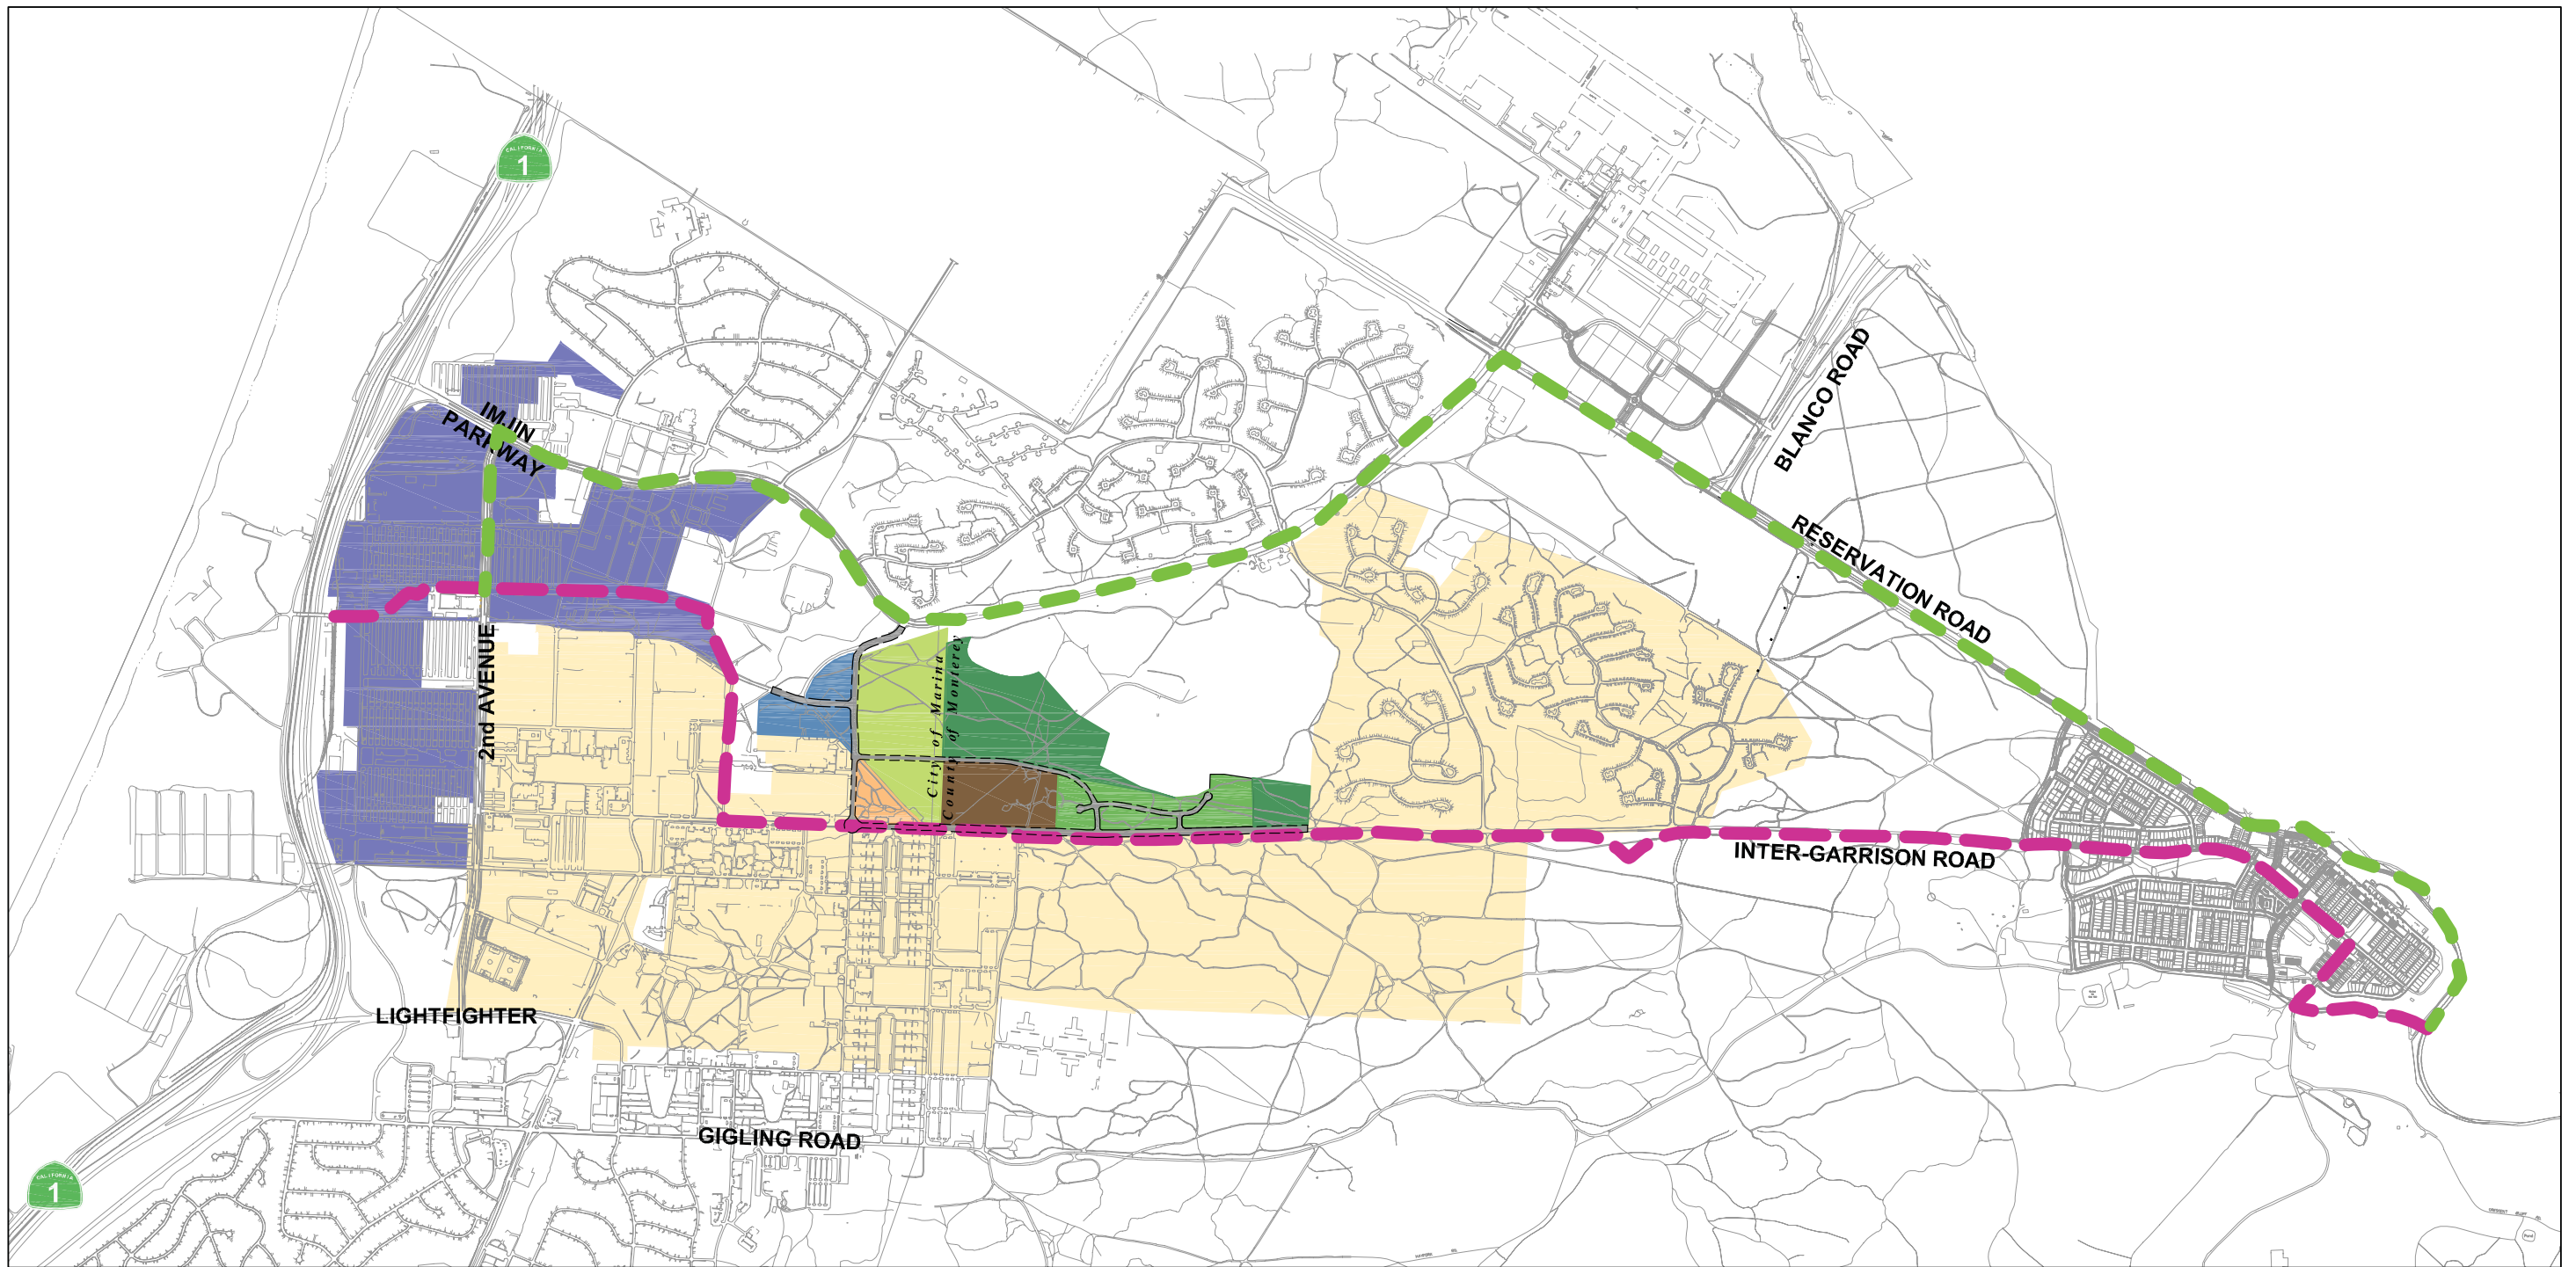 CALIFORNIA
1
IMJIN
PARKWAY
BLANCO ROAD
RESERVATION ROAD
2nd AVENUE
City of Marina
County of Monterey
INTER-GARRISON ROAD
LIGHTFIGHTER
GIGLING ROAD
CALIFORNIA
1